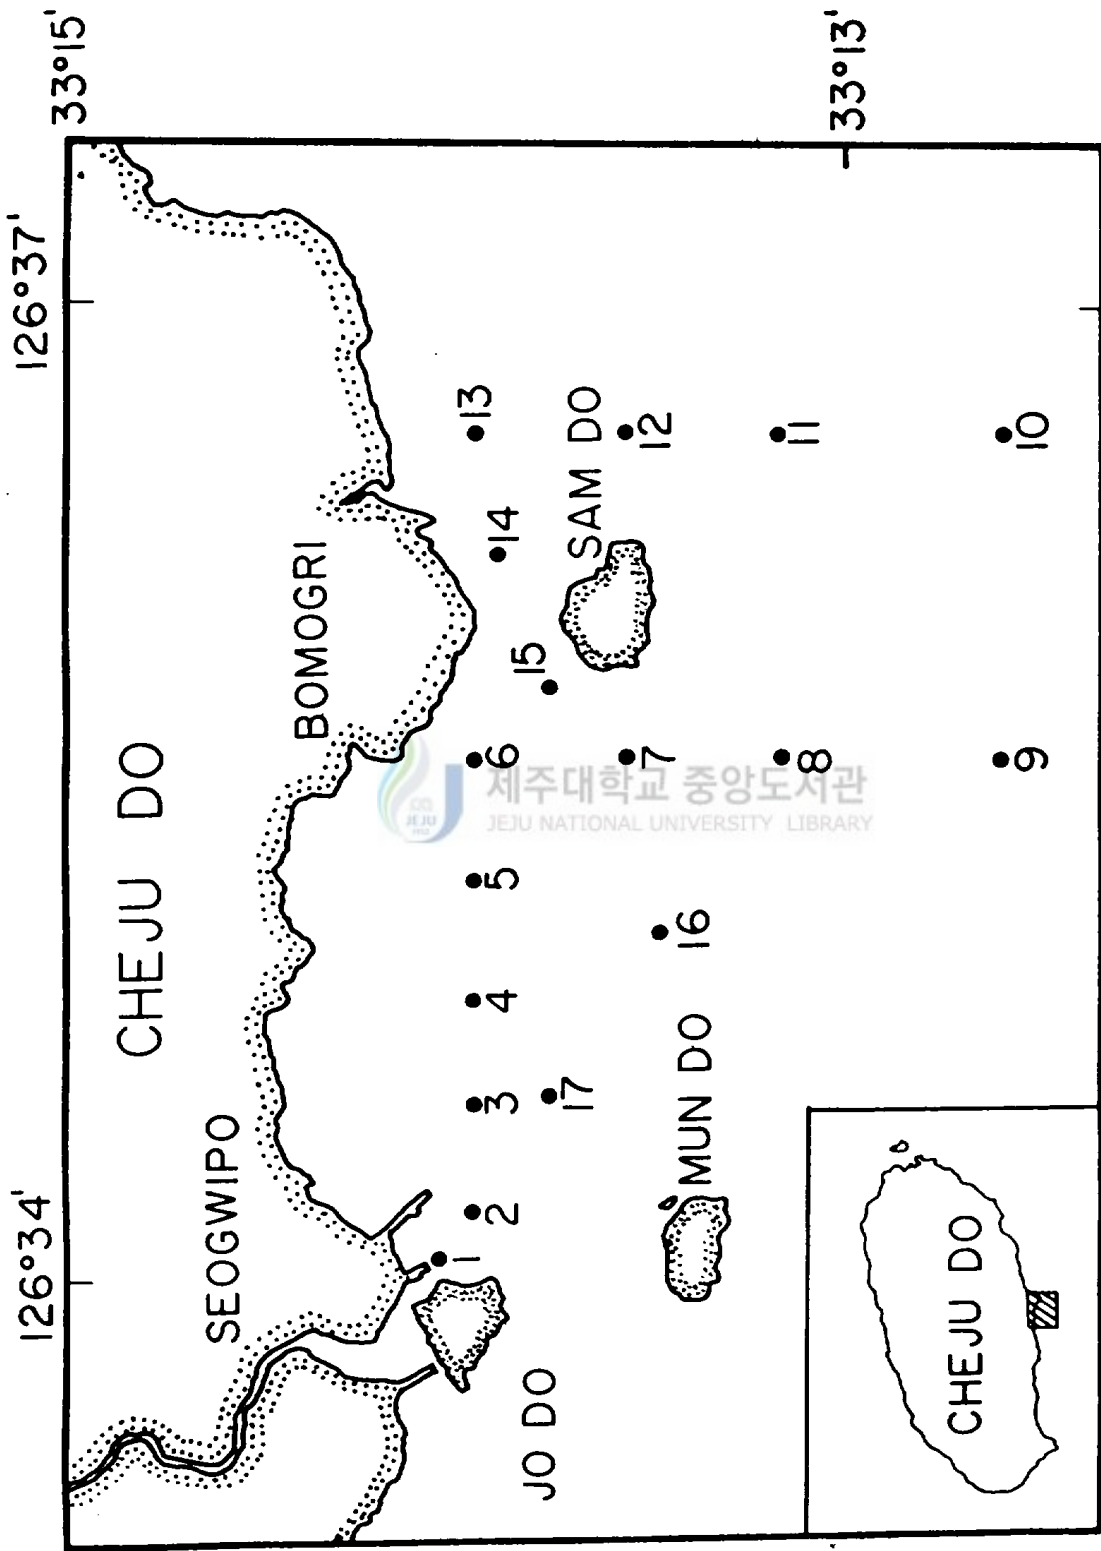 126°34'
126°37'
33°15'
33°13'
CHEJU DO
SEOGWIPO
BOMOGRI
JO DO
MUN DO
SAM DO
1
2
3
4
5
6
7
8
9
10
11
12
13
14
15
16
17
CHEJU DO
JEJU
1952
제주대학교 중앙도서관
JEJU NATIONAL UNIVERSITY LIBRARY